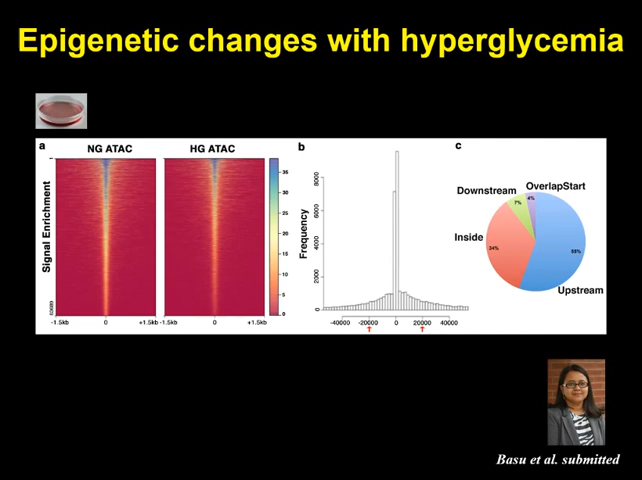 Epigenetic changes with hyperglycemia
a
NG ATAC
HG ATAC
Signal Enrichment
1
-1.5kb
0
+1.5kb
-1.5kb
0
+1.5kb
35
30
25
20
15
10
5
0
b
Frequency
8000
6000
4000
2000
0
-40000
-20000
0
20000
40000
c
Downstream
OverlapStart
Inside
Upstream
7%
4%
34%
55%
Basu et al. submitted